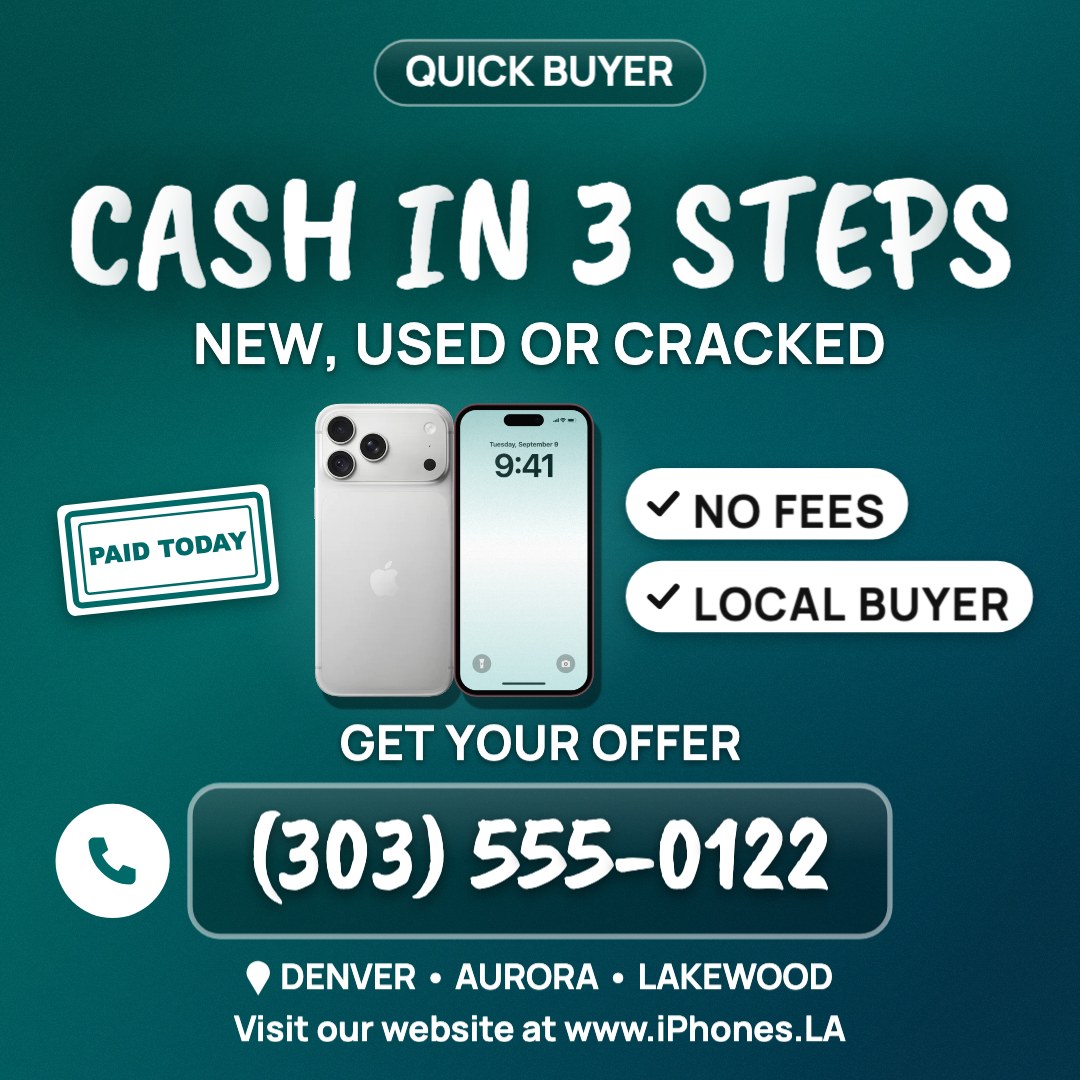 QUICK BUYER
CASH IN 3 STEPS
NEW, USED OR CRACKED
Tuesday, September 9
9:41
PAID TODAY
NO FEES
LOCAL BUYER
GET YOUR OFFER
(303) 555-0122
DENVER • AURORA • LAKEWOOD
Visit our website at www.iPhones.LA